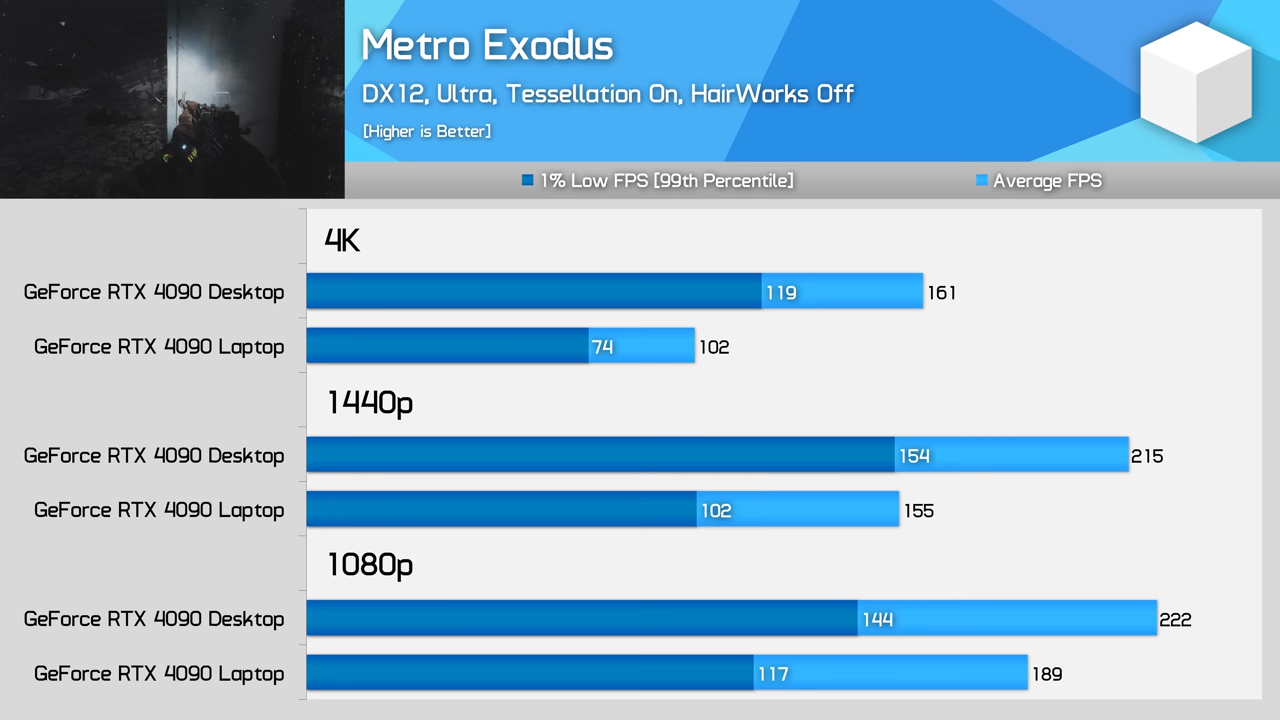 Metro Exodus
DX12, Ultra, Tessellation On, HairWorks Off
[Higher is Better]
1% Low FPS [99th Percentile] Average FPS
4K
GeForce RTX 4090 Desktop 119 161
GeForce RTX 4090 Laptop 74 102
1440p
GeForce RTX 4090 Desktop 154 215
GeForce RTX 4090 Laptop 102 155
1080p
GeForce RTX 4090 Desktop 144 222
GeForce RTX 4090 Laptop 117 189